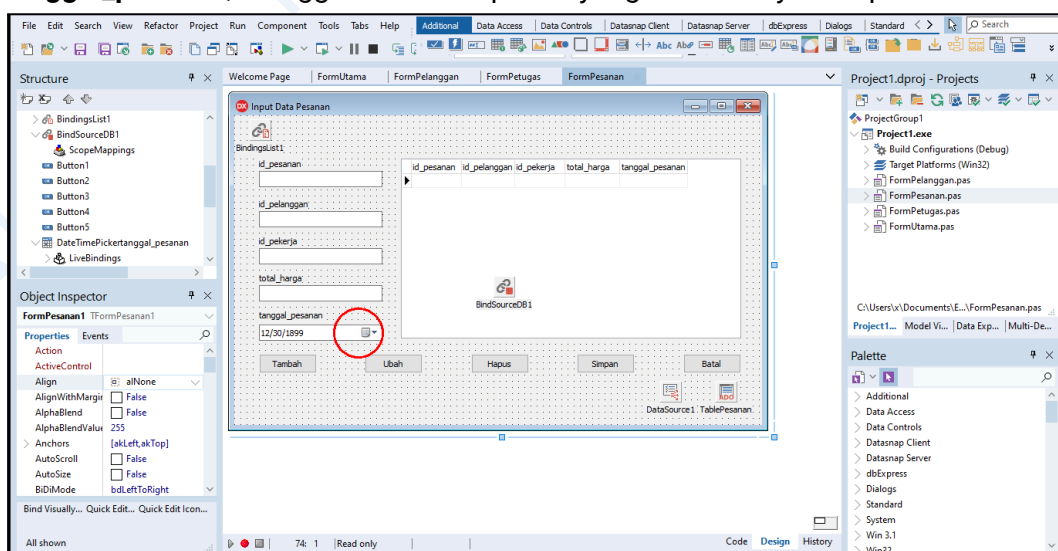 File Edit Search View Refactor Project Run Component Tools Tabs Help Additional Data Access Data Controls Datasnap Client Datasnap Server dbExpress Dialogs Standard Search
Abc
Structure
BindingsList1
BindSourceDB1
ScopeMappings
Button1
Button2
Button3
Button4
Button5
DateTimePickertanggal_pesanan
LiveBindings
Object Inspector
FormPesanan1 TFormPesanan1
Properties Events
Action
ActiveControl
Align alNone
AlignWithMargin False
AlphaBlend False
AlphaBlendValue 255
Anchors [akLeft,akTop]
AutoScroll False
AutoSize False
BiDiMode bdLeftToRight
Bind Visually... Quick Edit... Quick Edit Icon...
All shown
Welcome Page FormUtama FormPelanggan FormPetugas FormPesanan
Input Data Pesanan
BindingsList1
id_pesanan
id_pelanggan
id_pekerja
total_harga
tanggal_pesanan
12/30/1899
id_pesanan id_pelanggan id_pekerja total_harga tanggal_pesanan
BindSourceDB1
Tambah Ubah Hapus Simpan Batal
DataSource1 TablePesanan
74: 1 Read only
Code Design History
Project1.dproj - Projects
ProjectGroup1
Project1.exe
Build Configurations (Debug)
Target Platforms (Win32)
FormPelanggan.pas
FormPesanan.pas
FormPetugas.pas
FormUtama.pas
C:\Users\x\Documents\E...\FormPesanan.pas
Project1... Model Vi... Data Exp... Multi-De...
Palette
Additional
Data Access
Data Controls
Datasnap Client
Datasnap Server
dbExpress
Dialogs
Standard
System
Win 3.1
Win32